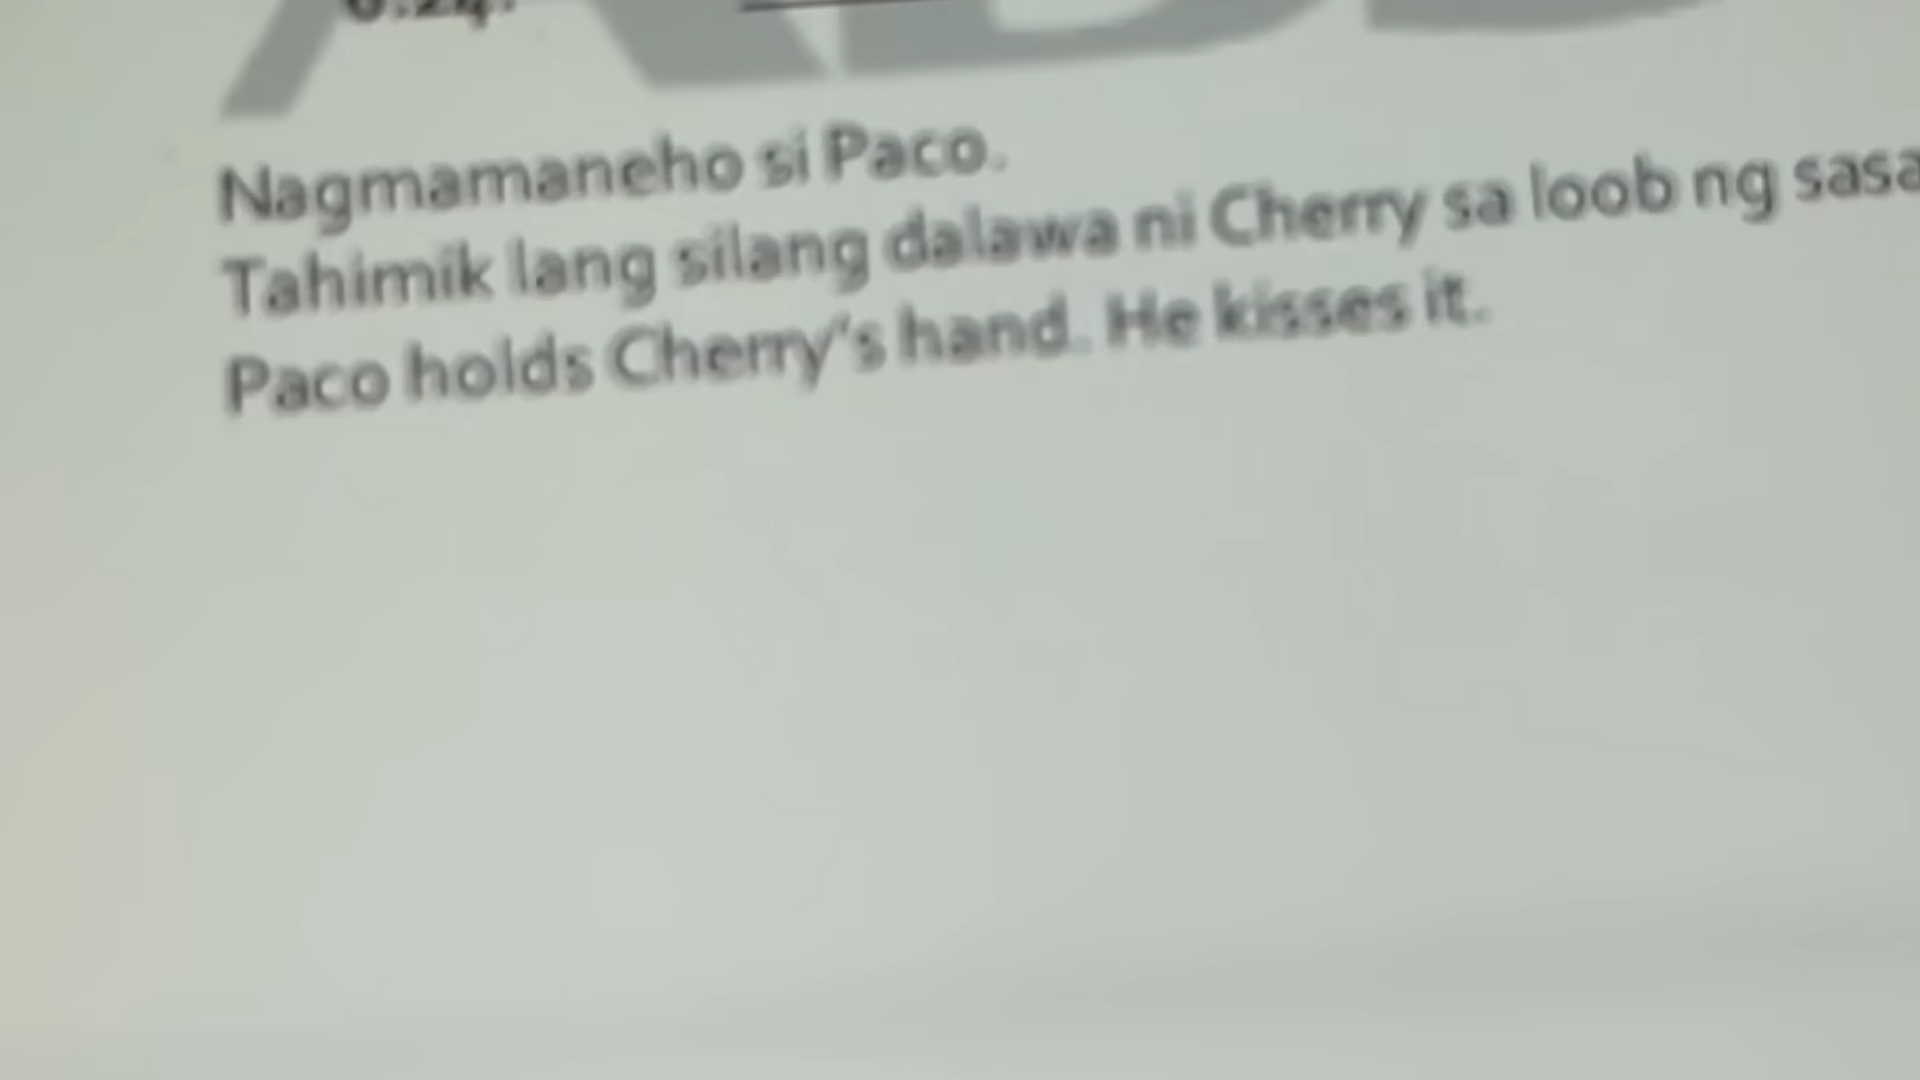 Nagmamaneho si Paco.
Tahimik lang silang dalawa ni Cherry sa loob ng
Paco holds Cherry's hand. He kisses it.